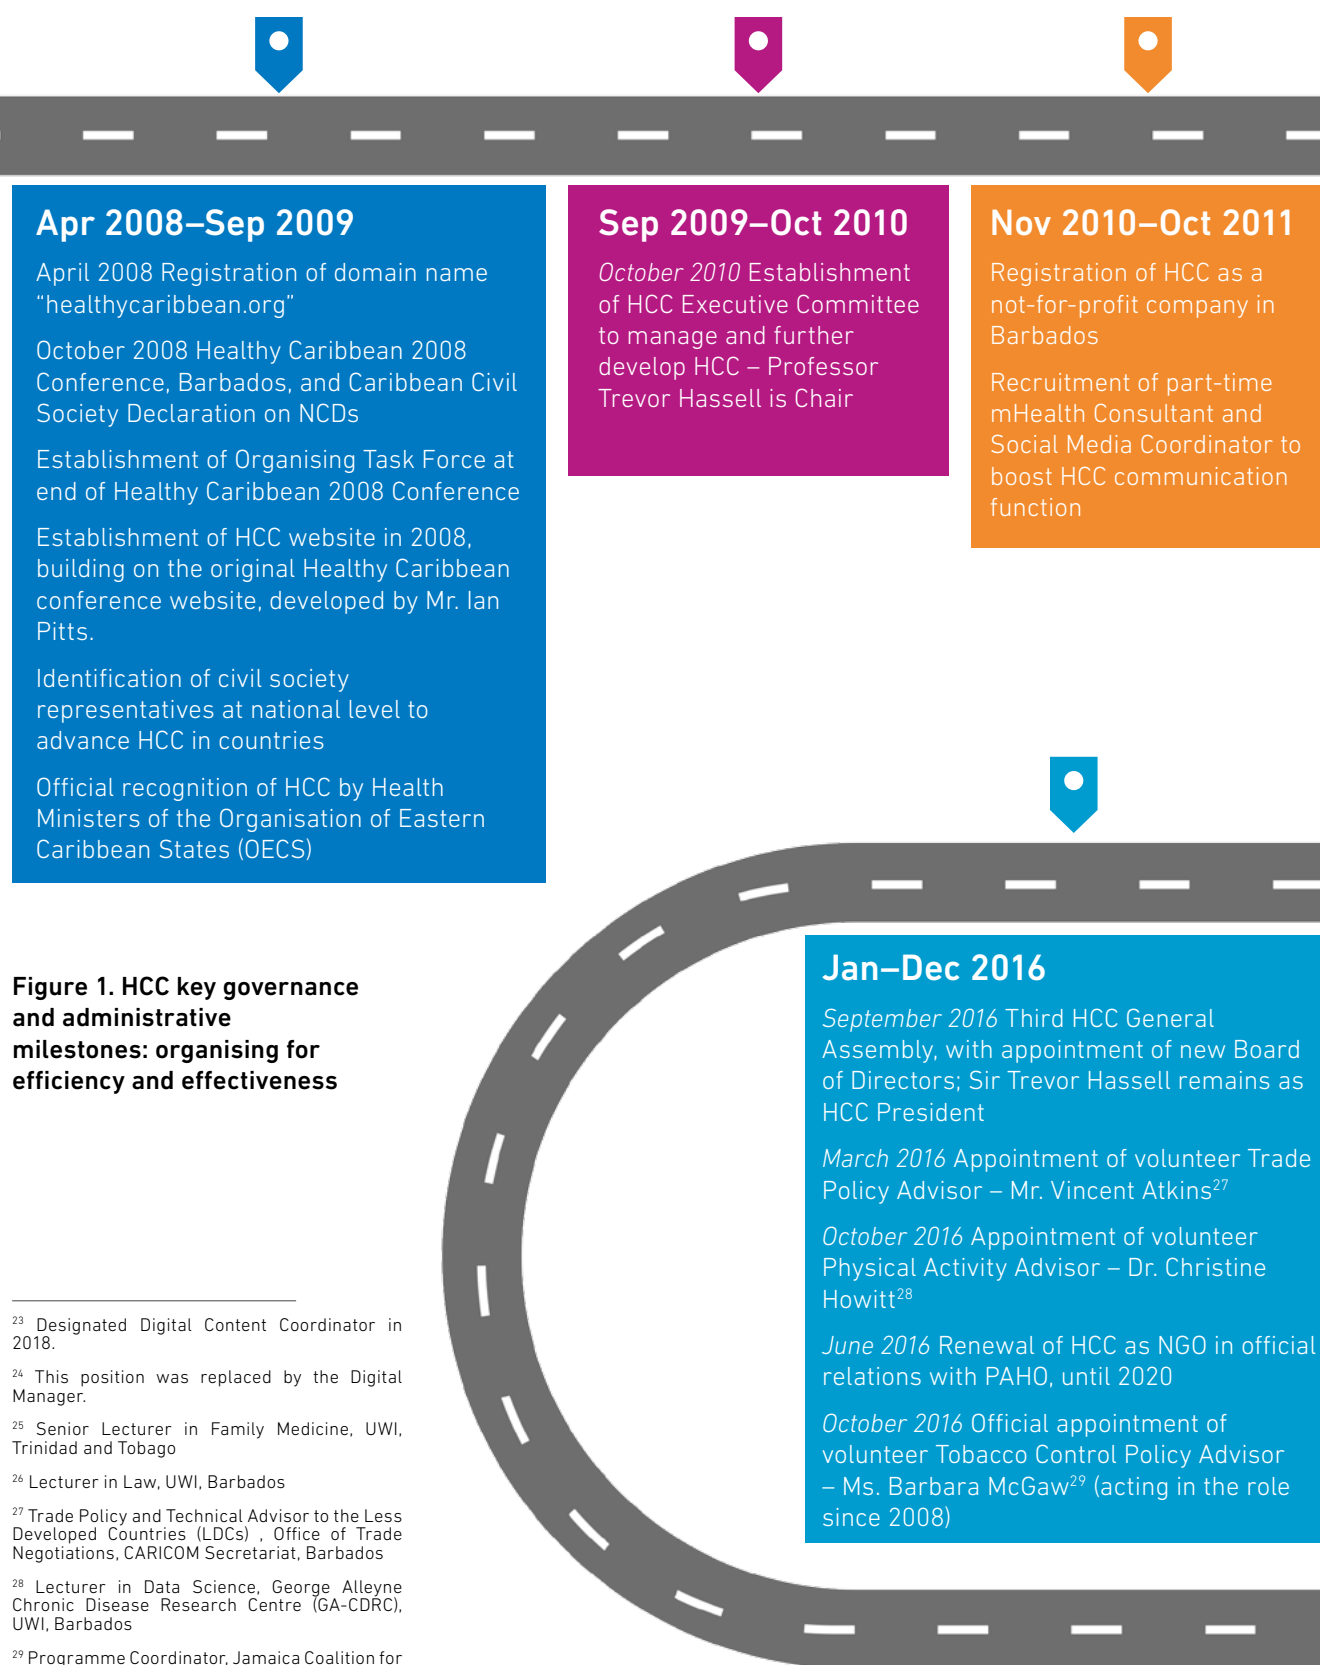 Apr 2008–Sep 2009
April 2008 Registration of domain name
“healthycaribbean.org”
October 2008 Healthy Caribbean 2008
Conference, Barbados, and Caribbean Civil
Society Declaration on NCDs
Establishment of Organising Task Force at
end of Healthy Caribbean 2008 Conference
Establishment of HCC website in 2008,
building on the original Healthy Caribbean
conference website, developed by Mr. Ian
Pitts.
Identification of civil society
representatives at national level to
advance HCC in countries
Official recognition of HCC by Health
Ministers of the Organisation of Eastern
Caribbean States (OECS)
Sep 2009–Oct 2010
October 2010 Establishment
of HCC Executive Committee
to manage and further
develop HCC – Professor
Trevor Hassell is Chair
Nov 2010–Oct 2011
Registration of HCC as a
not-for-profit company in
Barbados
Recruitment of part-time
mHealth Consultant and
Social Media Coordinator to
boost HCC communication
function
Figure 1. HCC key governance
and administrative
milestones: organising for
efficiency and effectiveness
Jan–Dec 2016
September 2016 Third HCC General
Assembly, with appointment of new Board
of Directors; Sir Trevor Hassell remains as
HCC President
March 2016 Appointment of volunteer Trade
Policy Advisor – Mr. Vincent Atkins27
October 2016 Appointment of volunteer
Physical Activity Advisor – Dr. Christine
Howitt28
June 2016 Renewal of HCC as NGO in official
relations with PAHO, until 2020
October 2016 Official appointment of
volunteer Tobacco Control Policy Advisor
– Ms. Barbara McGaw29 (acting in the role
since 2008)
23 Designated Digital Content Coordinator in
2018.
24 This position was replaced by the Digital
Manager.
25 Senior Lecturer in Family Medicine, UWI,
Trinidad and Tobago
26 Lecturer in Law, UWI, Barbados
27 Trade Policy and Technical Advisor to the Less
Developed Countries (LDCs) , Office of Trade
Negotiations, CARICOM Secretariat, Barbados
28 Lecturer in Data Science, George Alleyne
Chronic Disease Research Centre (GA-CDRC),
UWI, Barbados
29 Programme Coordinator, Jamaica Coalition for